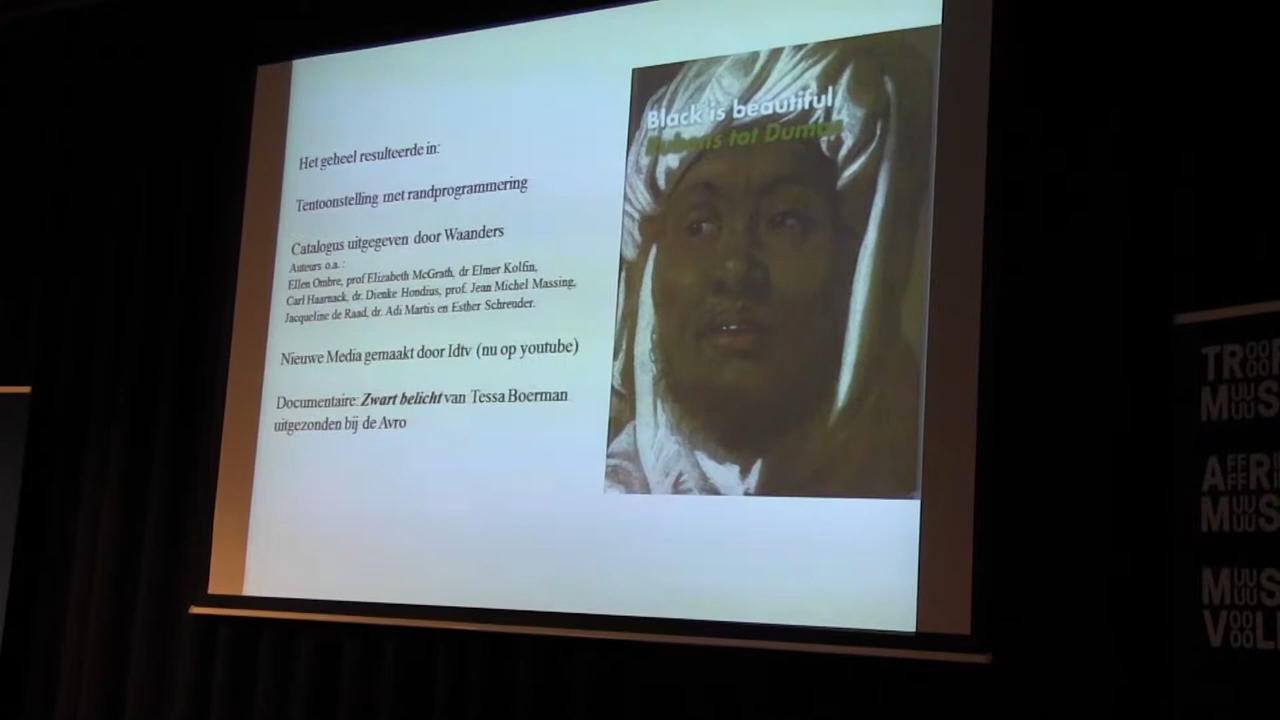 Het geheel resulteerde in:
Tentoonstelling met randprogrammering
Catalogus uitgegeven door Waanders
Auteurs o.a.:
Ellen Ombre, prof Elizabeth McGrath, dr Elmer Kolfin,
Carl Haarnack, dr. Dienke Hondius, prof. Jean Michel Massing,
Jacqueline de Raad, dr. Adi Martis en Esther Schreuder.
Nieuwe Media gemaakt door Idtv (nu op youtube)
Documentaire: Zwart belicht van Tessa Boerman
uitgezonden bij de Avro
Black is beautiful
Rubens tot Dumas